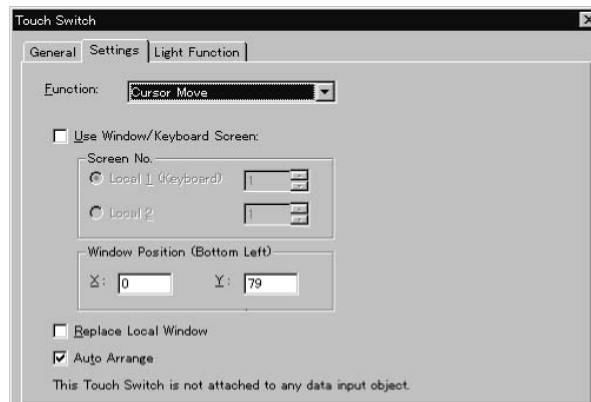 Touch Switch
General Settings Light Function
Function: Cursor Move
Use Window/Keyboard Screen:
Screen No.
Local 1 (Keyboard) 1
Local 2 1
Window Position (Bottom Left)
X: 0 Y: 79
Replace Local Window
Auto Arrange
This Touch Switch is not attached to any data input object.